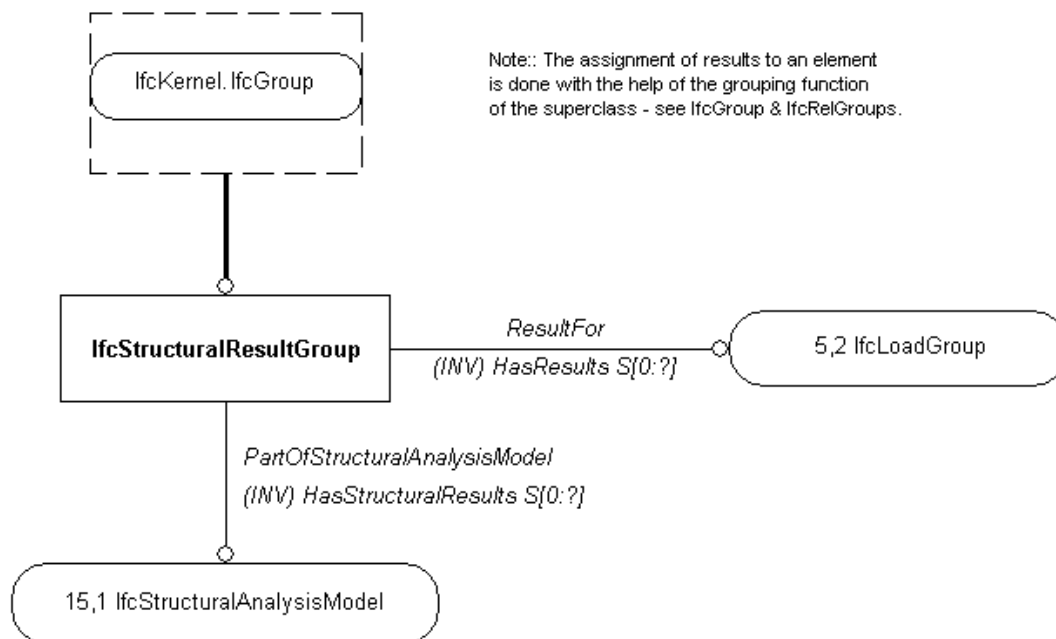 IfcKernel.IfcGroup
Note:: The assignment of results to an element
is done with the help of the grouping function
of the superclass - see IfcGroup & IfcRelGroups.
IfcStructuralResultGroup
ResultFor
(INV) HasResults S[0:?]
5,2 IfcLoadGroup
PartOfStructuralAnalysisModel
(INV) HasStructuralResults S[0:?]
15,1 IfcStructuralAnalysisModel